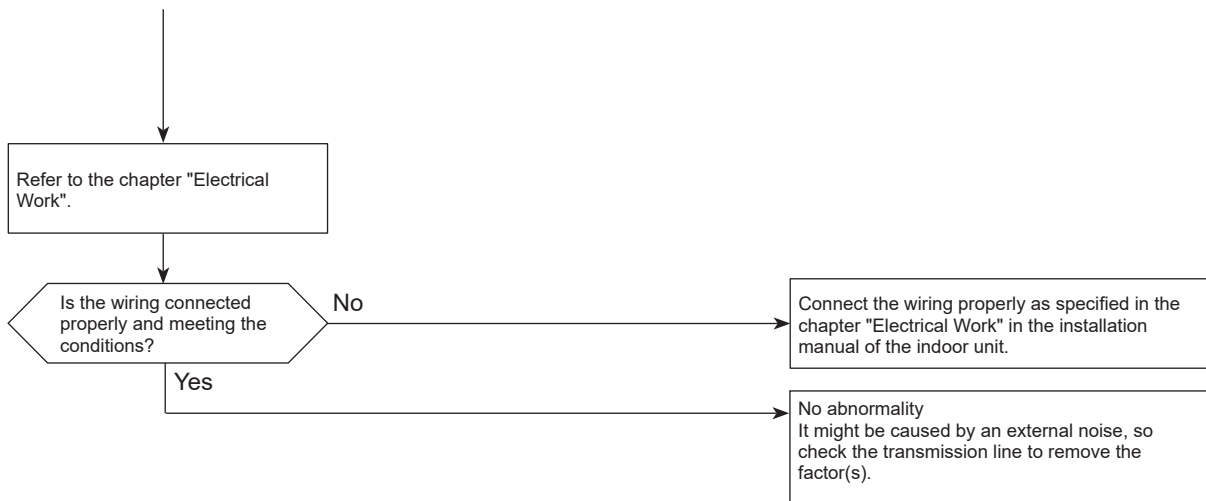 Refer to the chapter "Electrical
Work".
Is the wiring connected
properly and meeting the
conditions?
No
Connect the wiring properly as specified in the
chapter "Electrical Work" in the installation
manual of the indoor unit.
Yes
No abnormality
It might be caused by an external noise, so
check the transmission line to remove the
factor(s).